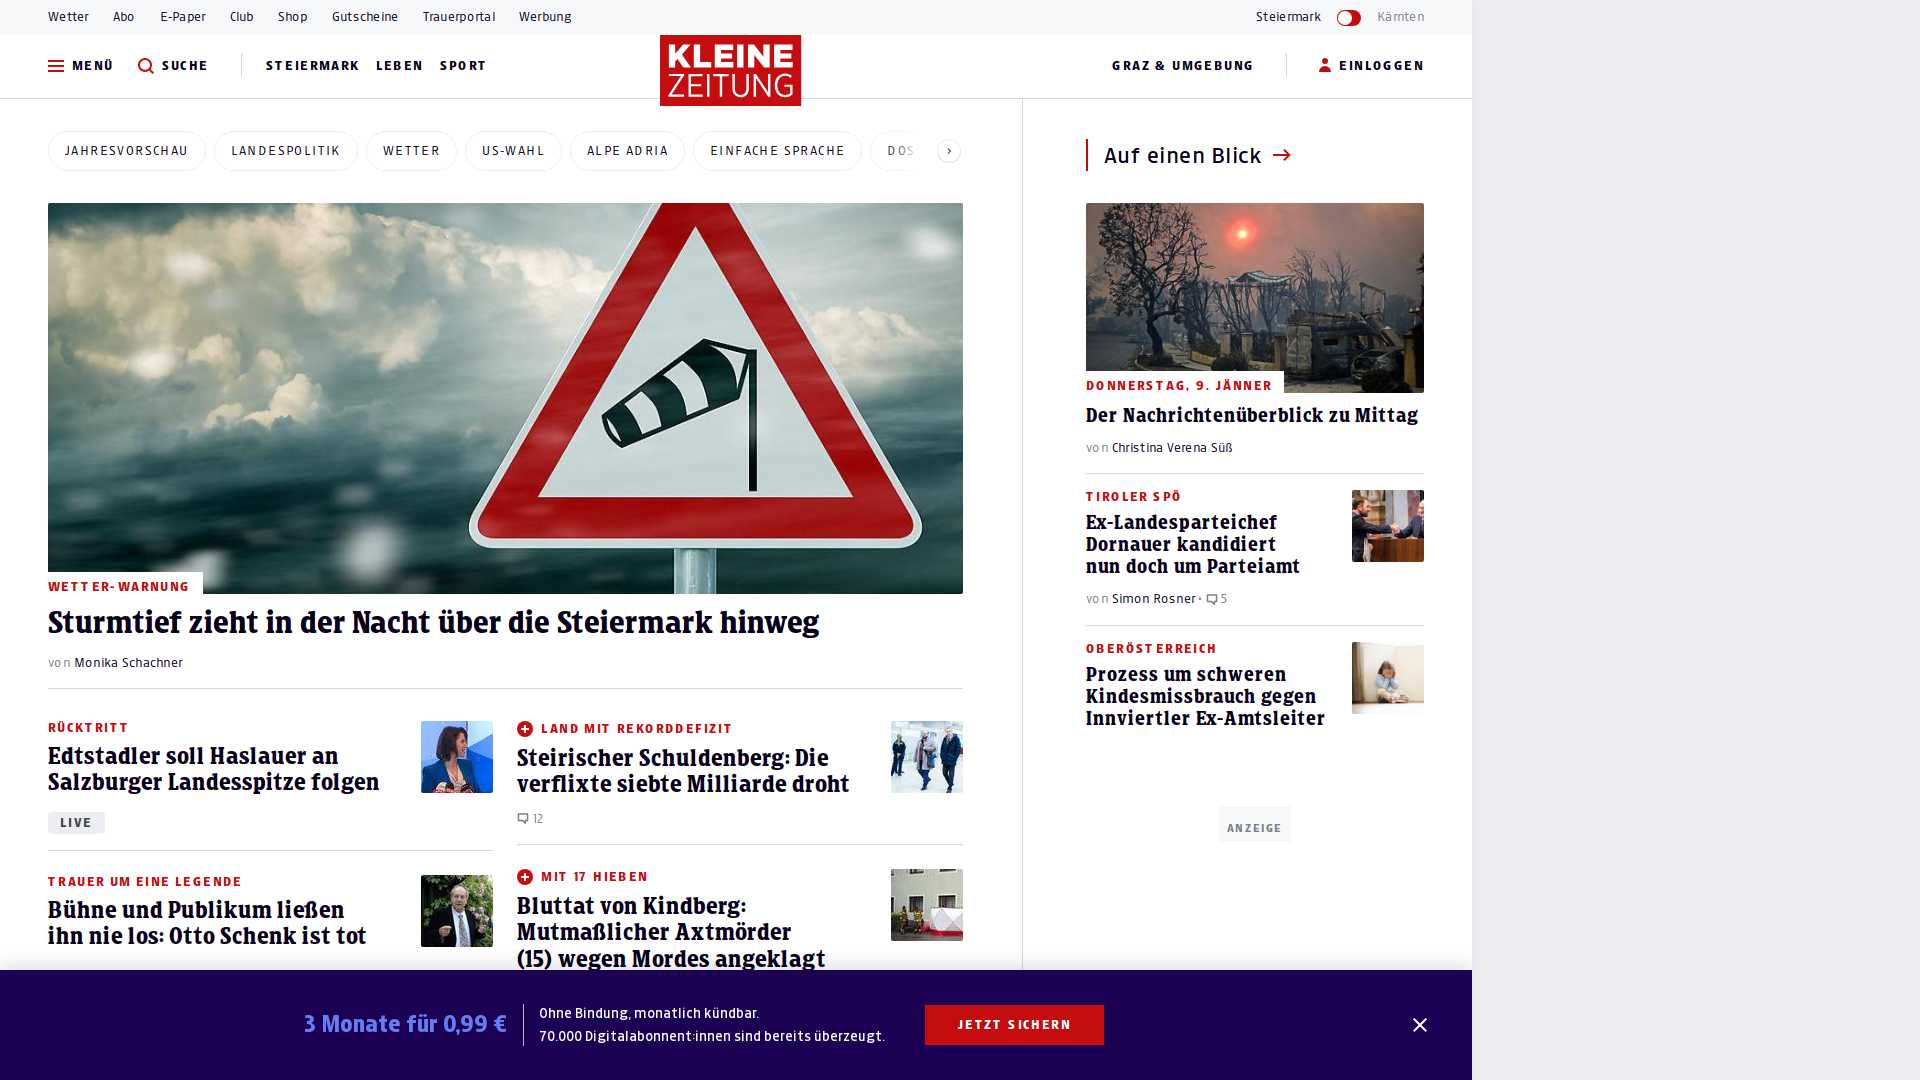 Wetter Abo E-Paper Club Shop Gutscheine Trauerportal Werbung
Steiermark Kärnten
MENÜ SUCHE STEIERMARK LEBEN SPORT
KLEINE
ZEITUNG
GRAZ & UMGEBUNG EINLOGGEN
JAHRESVORSCHAU LANDESPOLITIK WETTER US-WAHL ALPE ADRIA EINFACHE SPRACHE DOS
WETTER-WARNUNG
Sturmtief zieht in der Nacht über die Steiermark hinweg
von Monika Schachner
RÜCKTRITT
Edtstadler soll Haslauer an
Salzburger Landesspitze folgen
LIVE
TRAUER UM EINE LEGENDE
Bühne und Publikum ließen
ihn nie los: Otto Schenk ist tot
LAND MIT REKORDDEFIZIT
Steirischer Schuldenberg: Die
verflixte siebte Milliarde droht
12
MIT 17 HIEBEN
Bluttat von Kindberg:
Mutmaßlicher Axtmörder
(15) wegen Mordes angeklagt
Auf einen Blick
DONNERSTAG, 9. JÄNNER
Der Nachrichtenüberblick zu Mittag
von Christina Verena Süß
TIROLER SPÖ
Ex-Landesparteichef
Dornauer kandidiert
nun doch um Parteiamt
von Simon Rosner • 5
OBERÖSTERREICH
Prozess um schweren
Kindesmissbrauch gegen
Innviertler Ex-Amtsleiter
ANZEIGE
3 Monate für 0,99 €
Ohne Bindung, monatlich kündbar.
70.000 Digitalabonnent:innen sind bereits überzeugt.
JETZT SICHERN